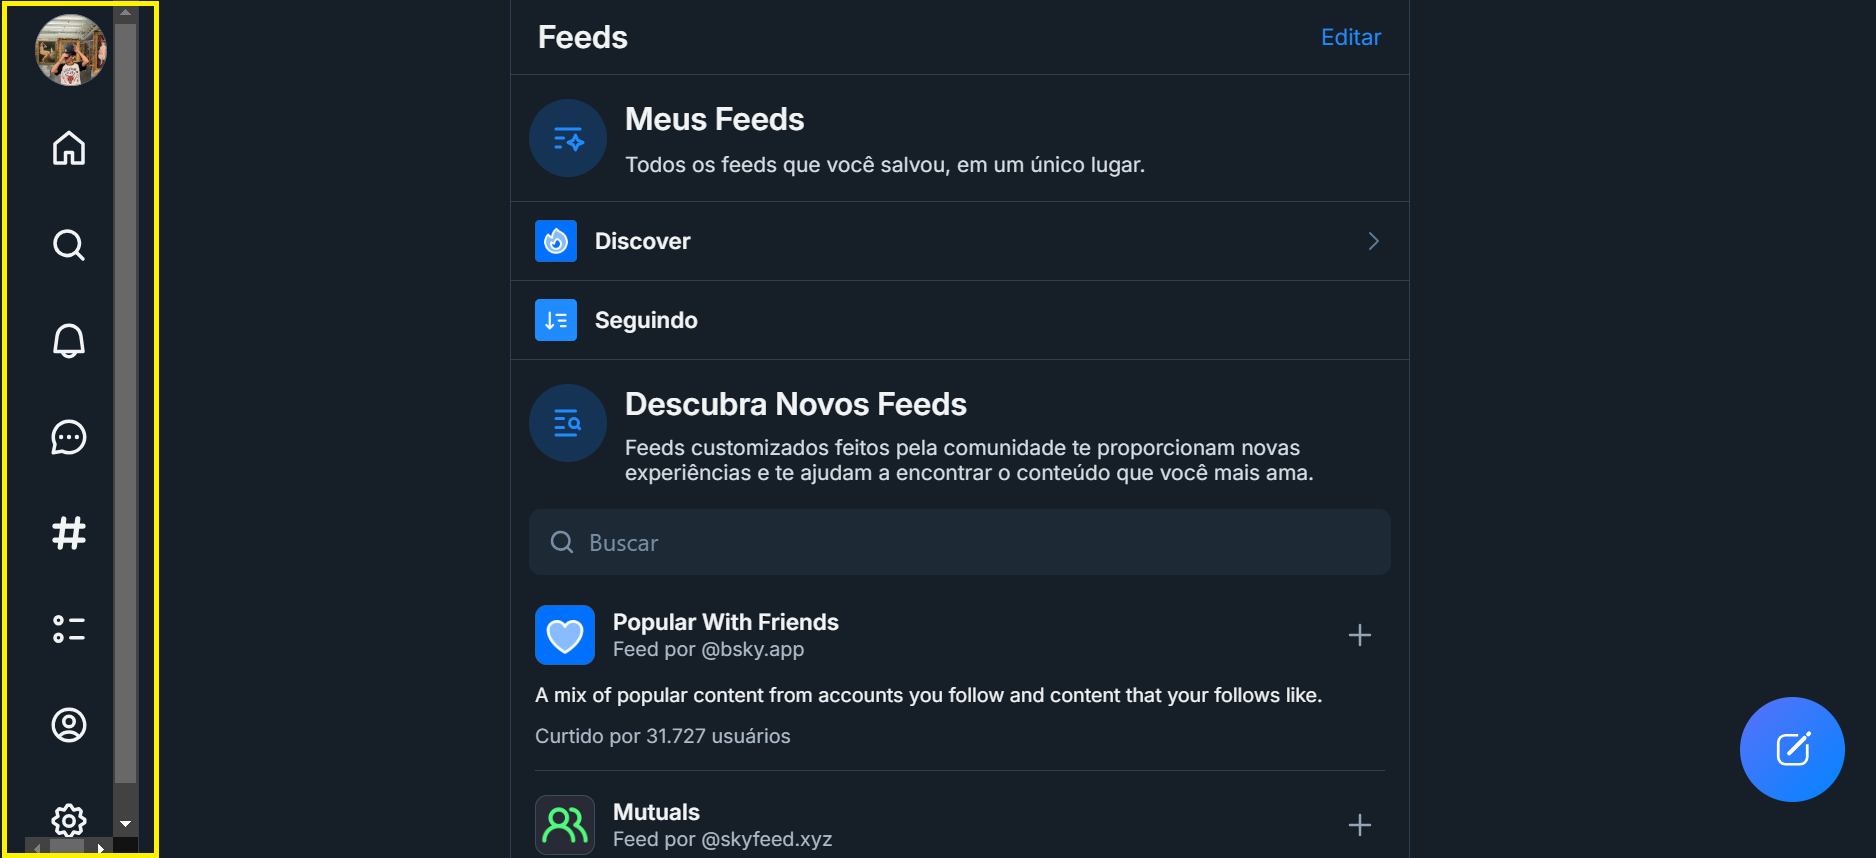 Feeds
Editar
Meus Feeds
Todos os feeds que você salvou, em um único lugar.
Discover
Seguindo
Descubra Novos Feeds
Feeds customizados feitos pela comunidade te proporcionam novas
experiências e te ajudam a encontrar o conteúdo que você mais ama.
Buscar
Popular With Friends
Feed por @bsky.app
A mix of popular content from accounts you follow and content that your follows like.
Curtido por 31.727 usuários
Mutuals
Feed por @skyfeed.xyz